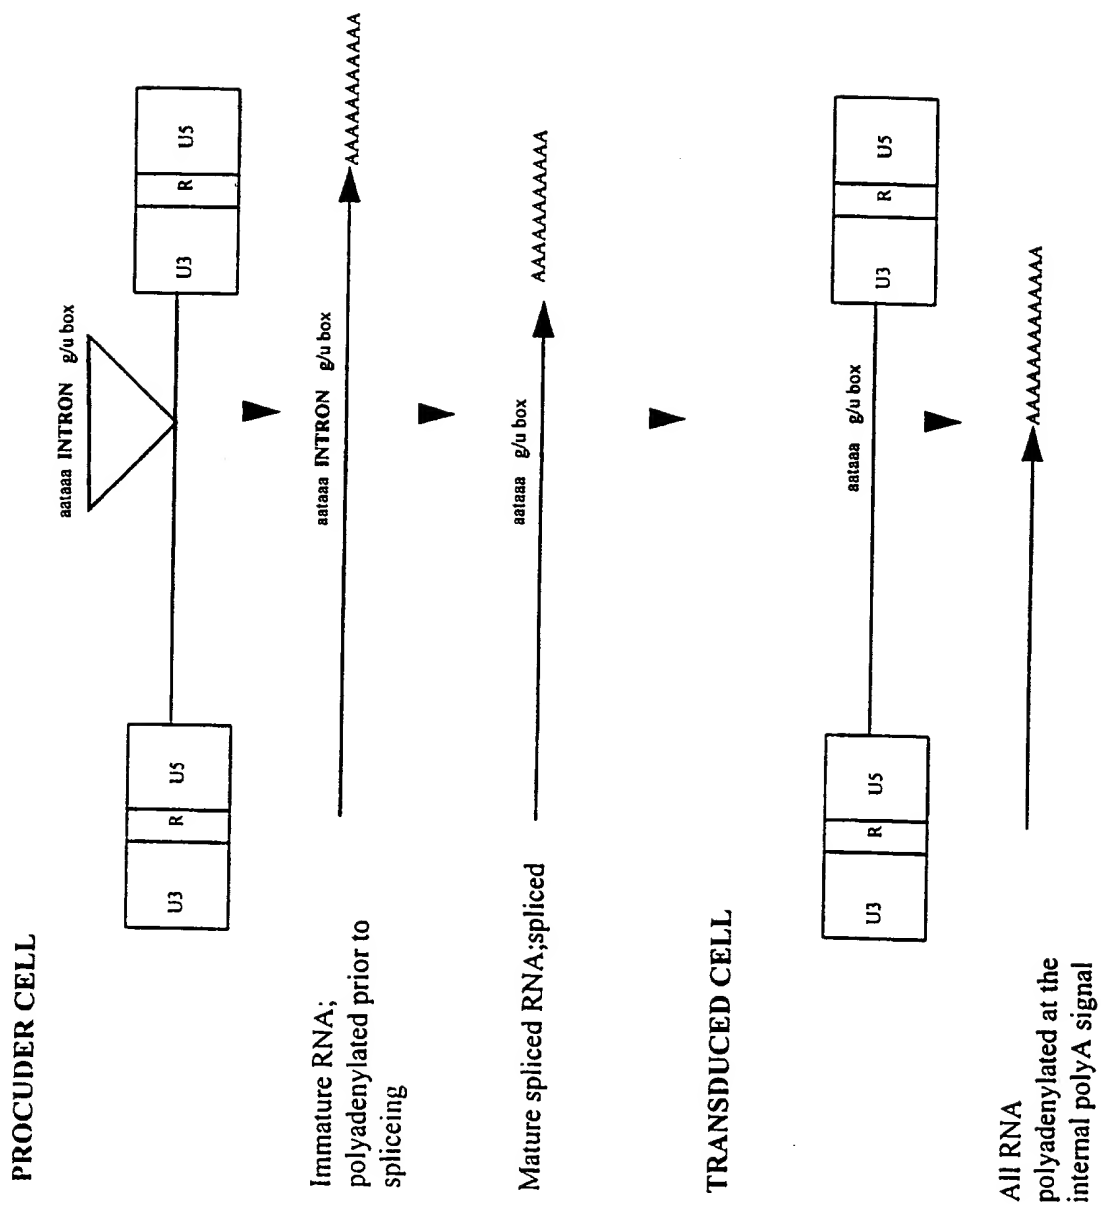 PROCUDER CELL
aataaa INTRON g/u box
U3 R U5 U3 R U5
Immature RNA;
polyadenylated prior to
spliceing
aataaa INTRON g/u box
AAAAAAAAAAAA
Mature spliced RNA;spliced
aataaa g/u box
AAAAAAAAAAA
TRANSDUCED CELL
aataaa g/u box
U3 R U5 U3 R U5
All RNA
polyadenylated at the
internal polyA signal
AAAAAAAAAAAAA